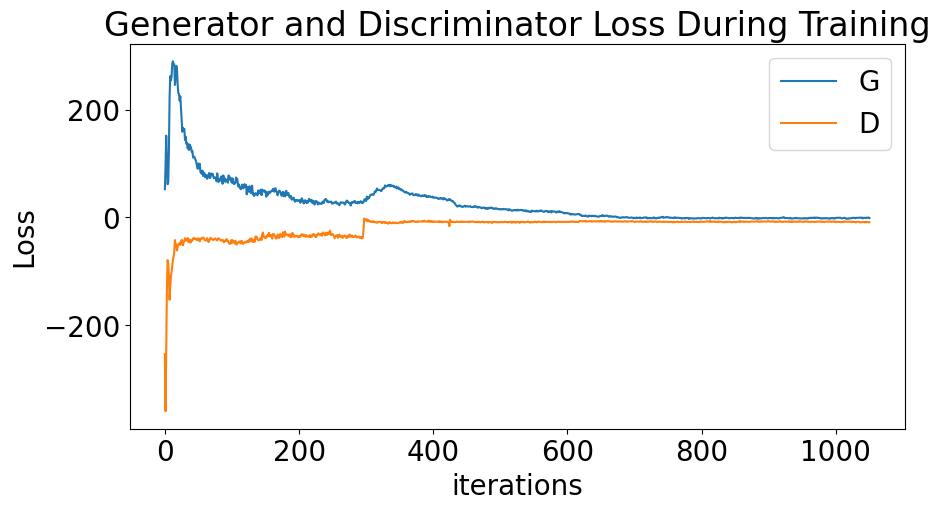 Generator and Discriminator Loss During Training
G
D
200
0
−200
Loss
0 200 400 600 800 1000
iterations